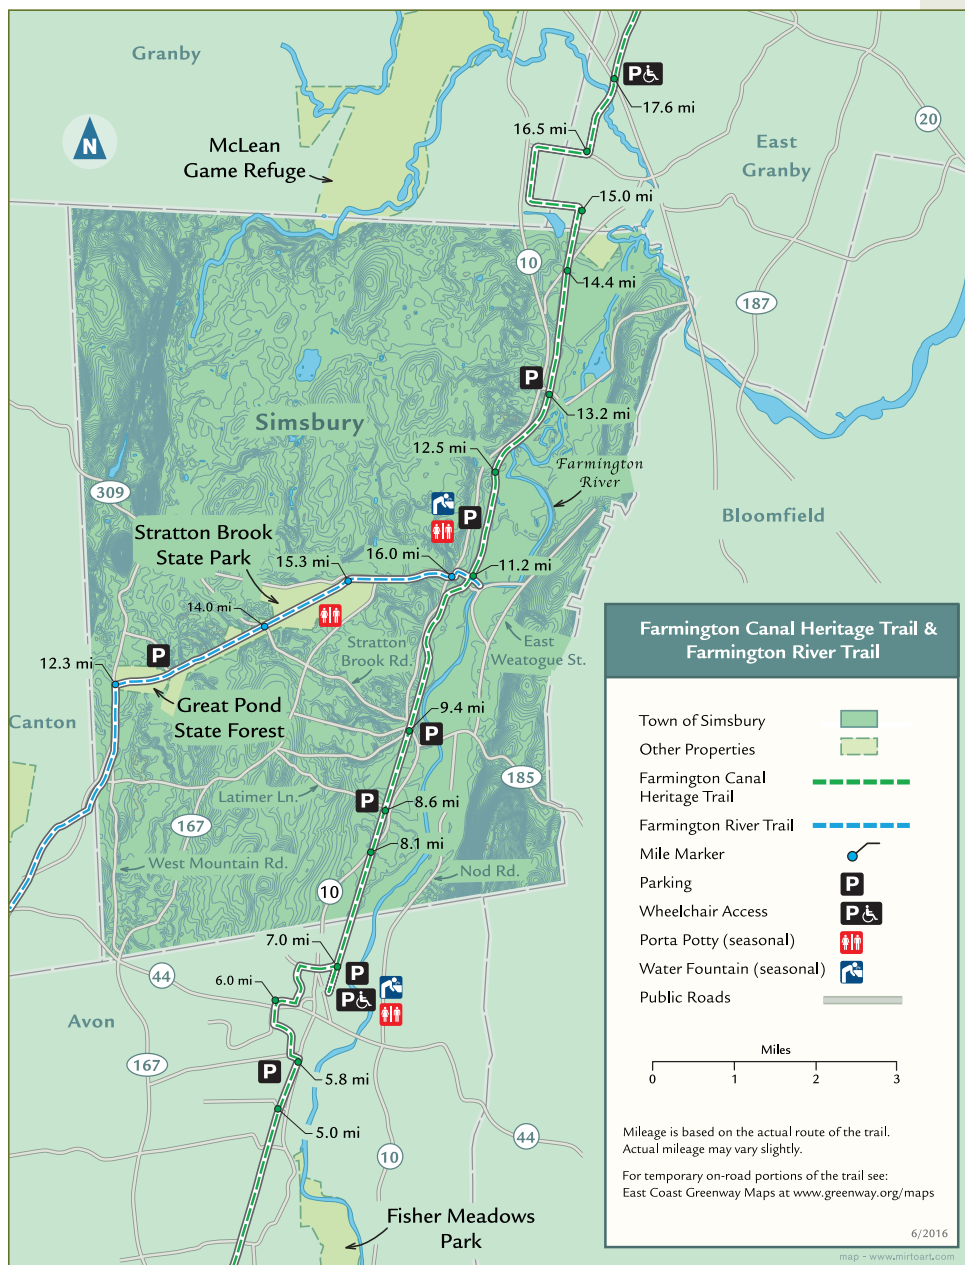 Granby
P
17.6 mi
20
16.5 mi
McLean
Game Refuge
East
Granby
N
15.0 mi
10
14.4 mi
187
P
13.2 mi
Simsbury
12.5 mi
Farmington
River
309
P
Bloomfield
Stratton Brook
State Park
16.0 mi
15.3 mi
11.2 mi
14.0 mi
Stratton
Brook Rd.
East
Weatogue St.
12.3 mi
P
Great Pond
State Forest
Canton
9.4 mi
P
185
Latimer Ln.
P
8.6 mi
167
8.1 mi
West Mountain Rd.
Nod Rd.
10
7.0 mi
44
P
6.0 mi
P
Avon
167
P
5.8 mi
5.0 mi
44
10
Fisher Meadows
Park
Farmington Canal Heritage Trail &
Farmington River Trail
Town of Simsbury
Other Properties
Farmington Canal
Heritage Trail
Farmington River Trail
Mile Marker
Parking
P
Wheelchair Access
P
Porta Potty (seasonal)
Water Fountain (seasonal)
Public Roads
Miles
0 1 2 3
Mileage is based on the actual route of the trail.
Actual mileage may vary slightly.
For temporary on-road portions of the trail see:
East Coast Greenway Maps at www.greenway.org/maps
6/2016
map - www.mirtoart.com